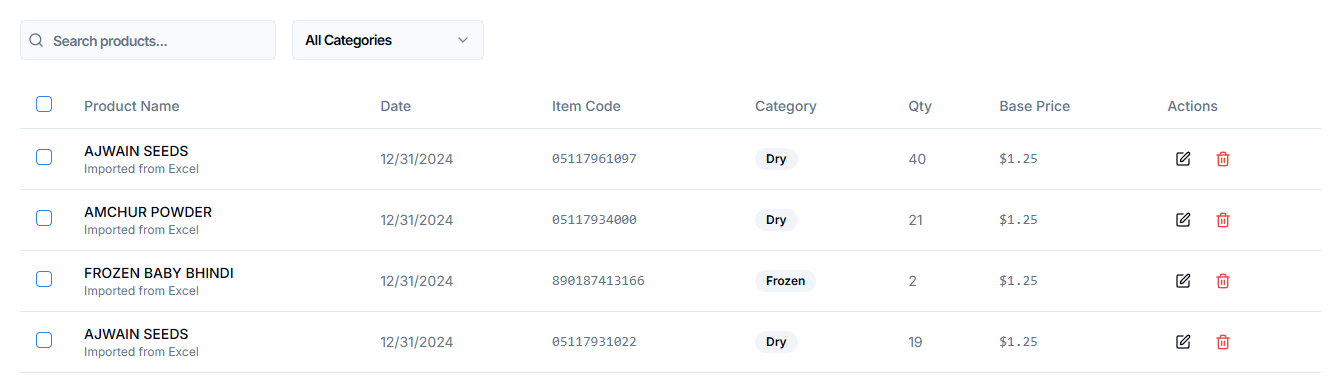 Search products...
All Categories
Product Name Date Item Code Category Qty Base Price Actions
AJWAIN SEEDS
Imported from Excel
12/31/2024 05117961097 Dry 40 $1.25
AMCHUR POWDER
Imported from Excel
12/31/2024 05117934000 Dry 21 $1.25
FROZEN BABY BHINDI
Imported from Excel
12/31/2024 890187413166 Frozen 2 $1.25
AJWAIN SEEDS
Imported from Excel
12/31/2024 05117931022 Dry 19 $1.25